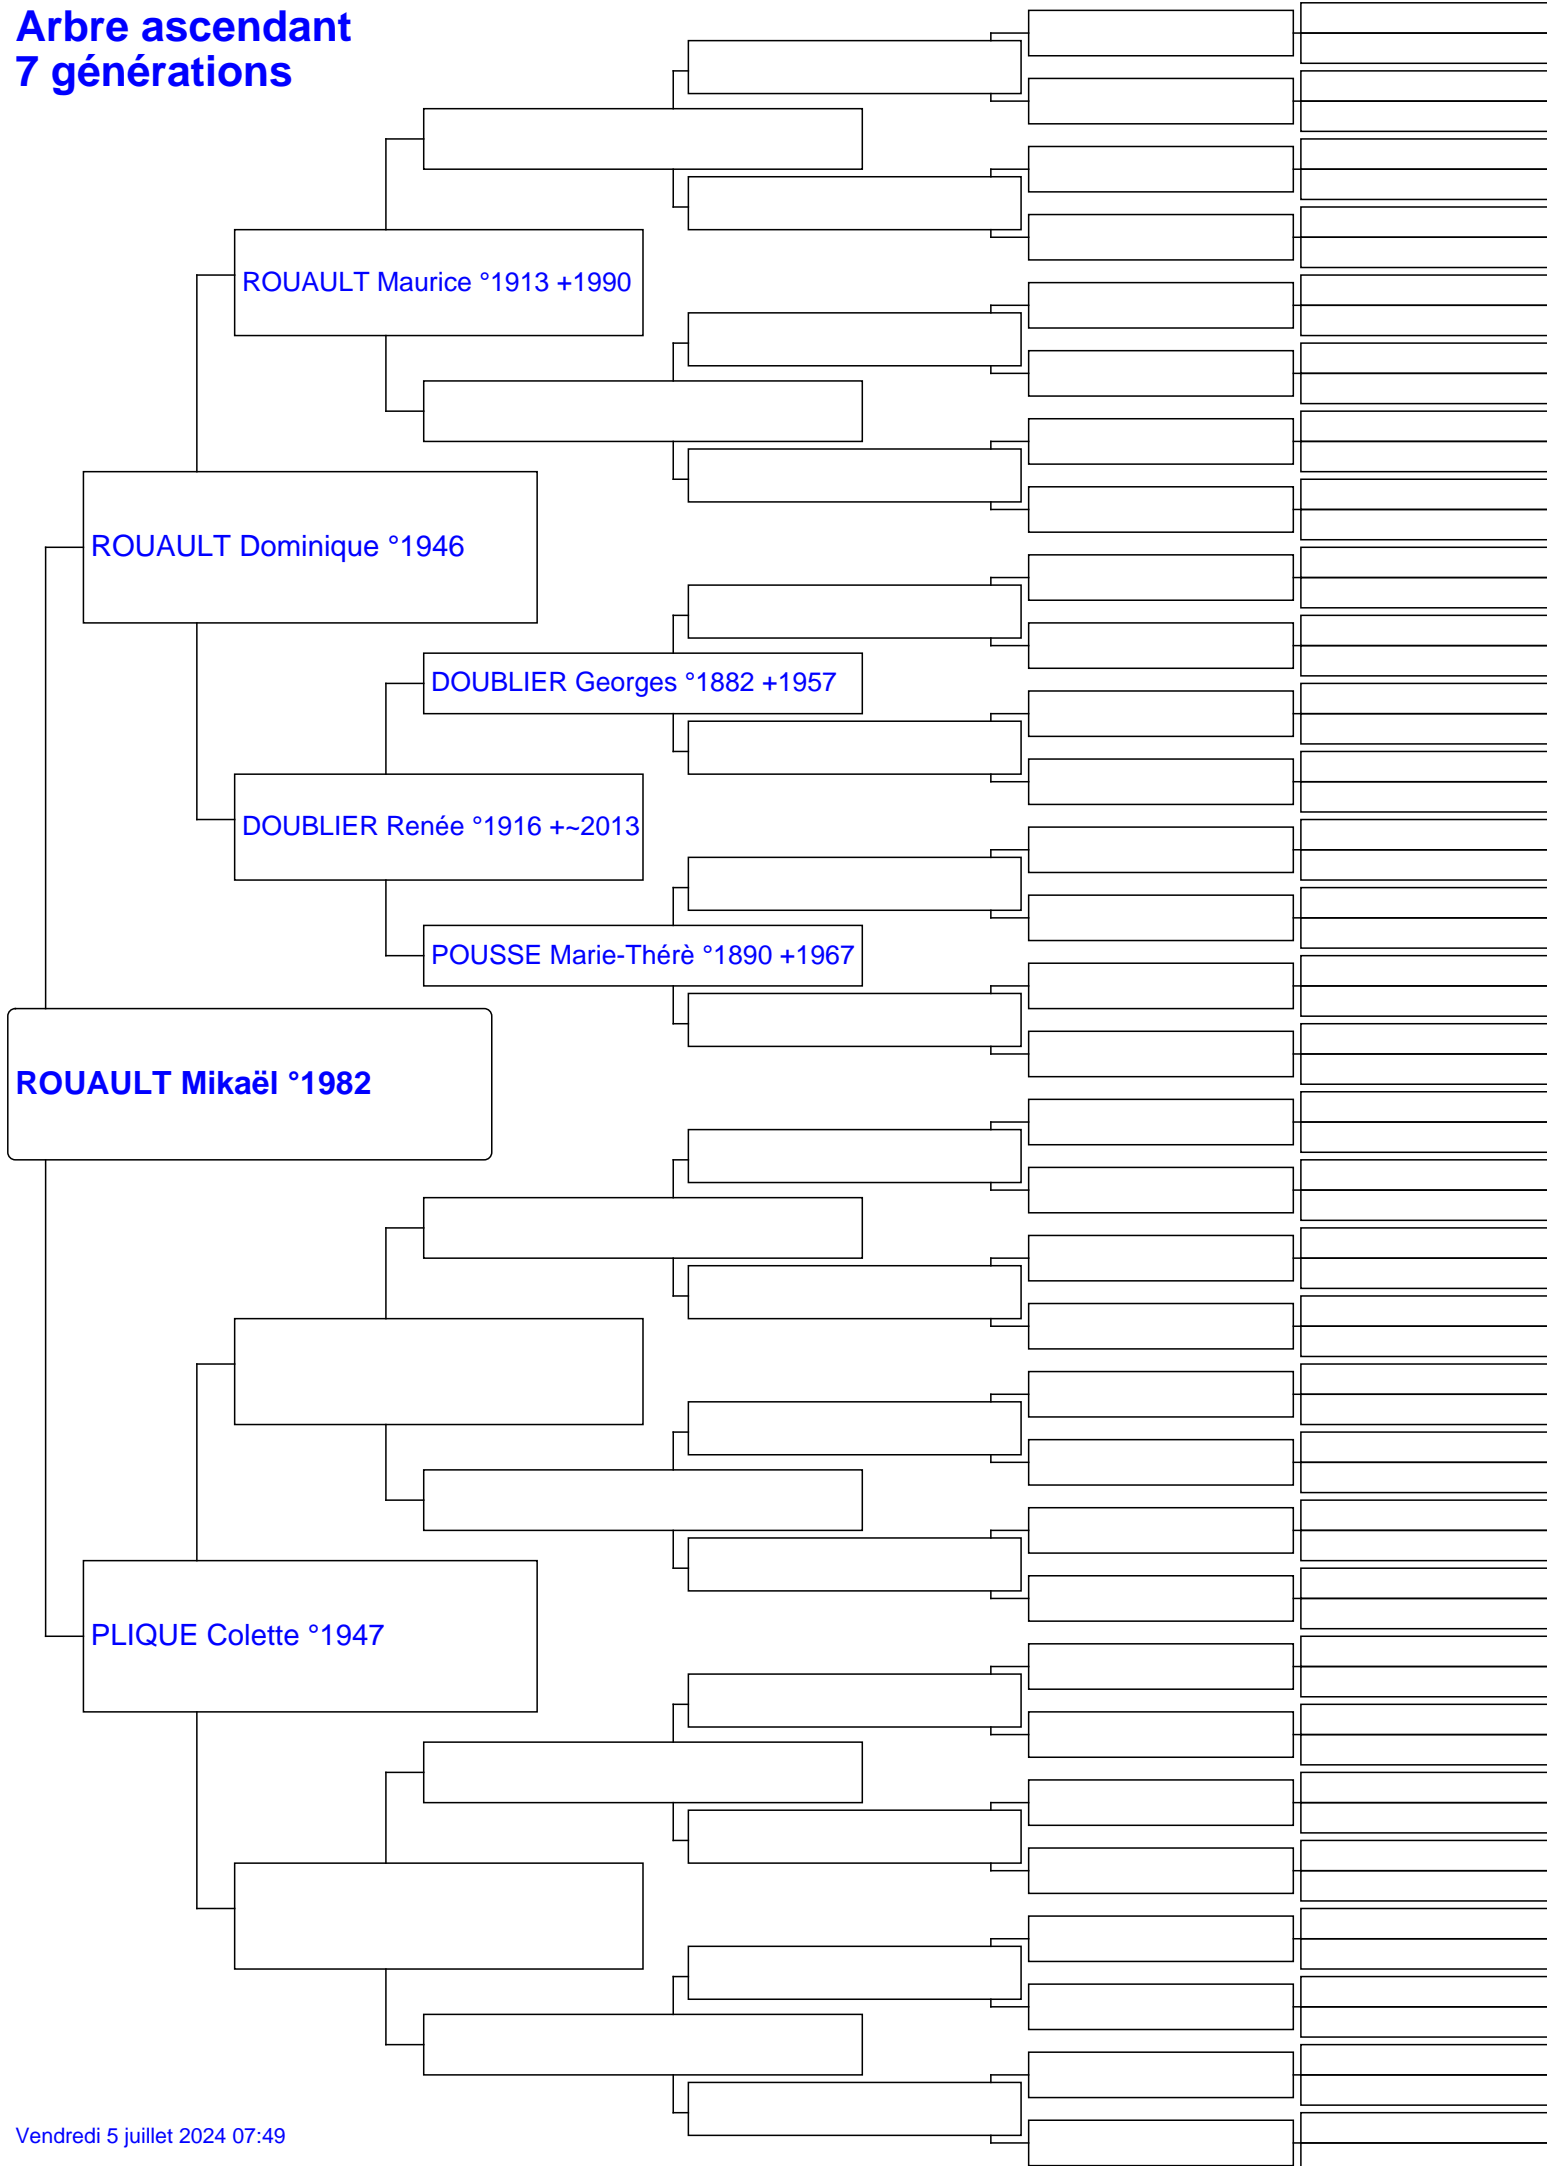 Arbre ascendant
7 générations
ROUAULT Maurice °1913 +1990
ROUAULT Dominique °1946
DOUBLIER Georges °1882 +1957
DOUBLIER Renée °1916 +~2013
POUSSE Marie-Thérè °1890 +1967
ROUAULT Mikaël °1982
PLIQUE Colette °1947
Vendredi 5 juillet 2024 07:49